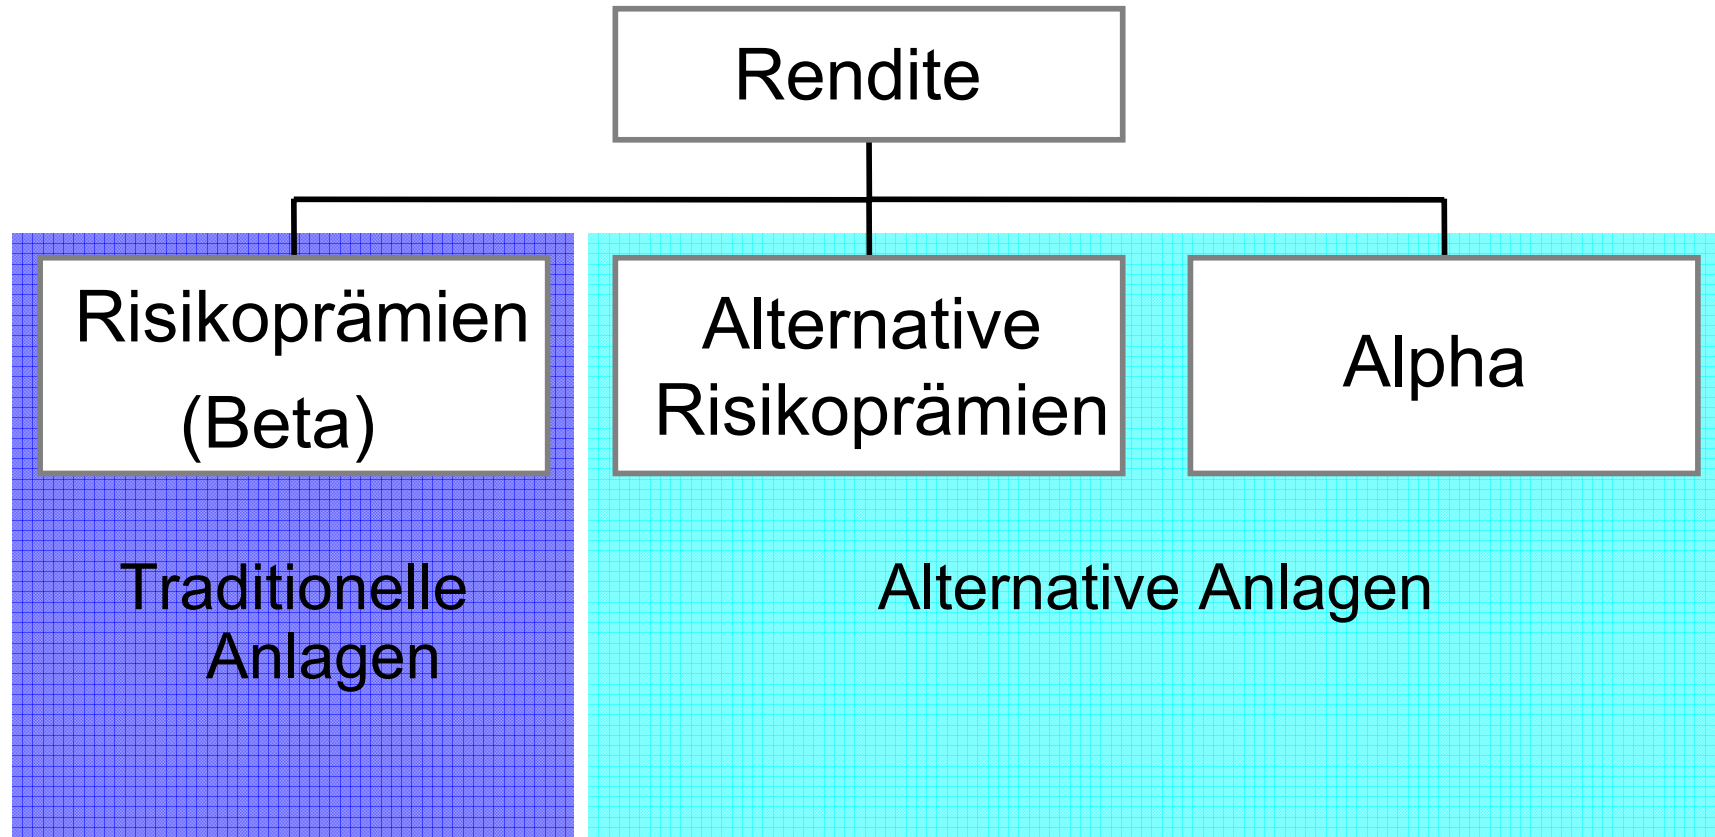 Rendite
Risikoprämien
(Beta)
Alternative
Risikoprämien
Alpha
Traditionelle
Anlagen
Alternative Anlagen